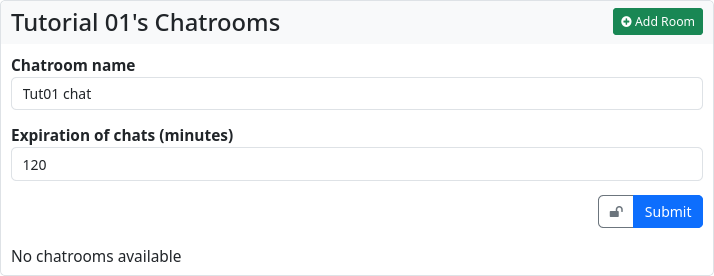 Tutorial 01's Chatrooms
Add Room
Chatroom name
Tut01 chat
Expiration of chats (minutes)
120
Submit
No chatrooms available